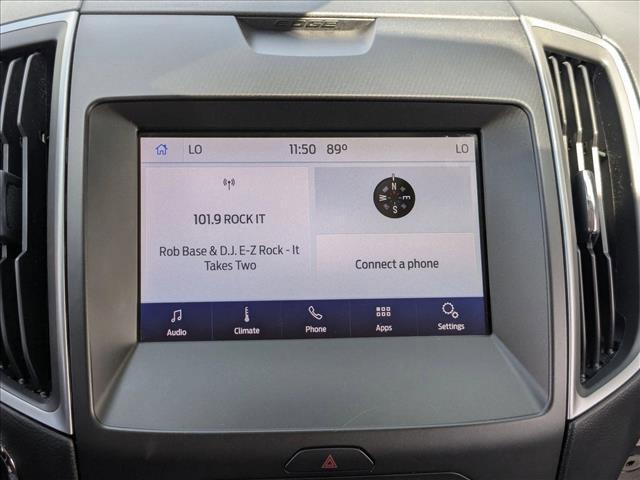 EDGE
LO 11:50 89° LO
101.9 ROCK IT
Rob Base & D.J. E-Z Rock - It
Takes Two
N
W E
S
Connect a phone
Audio Climate Phone Apps Settings